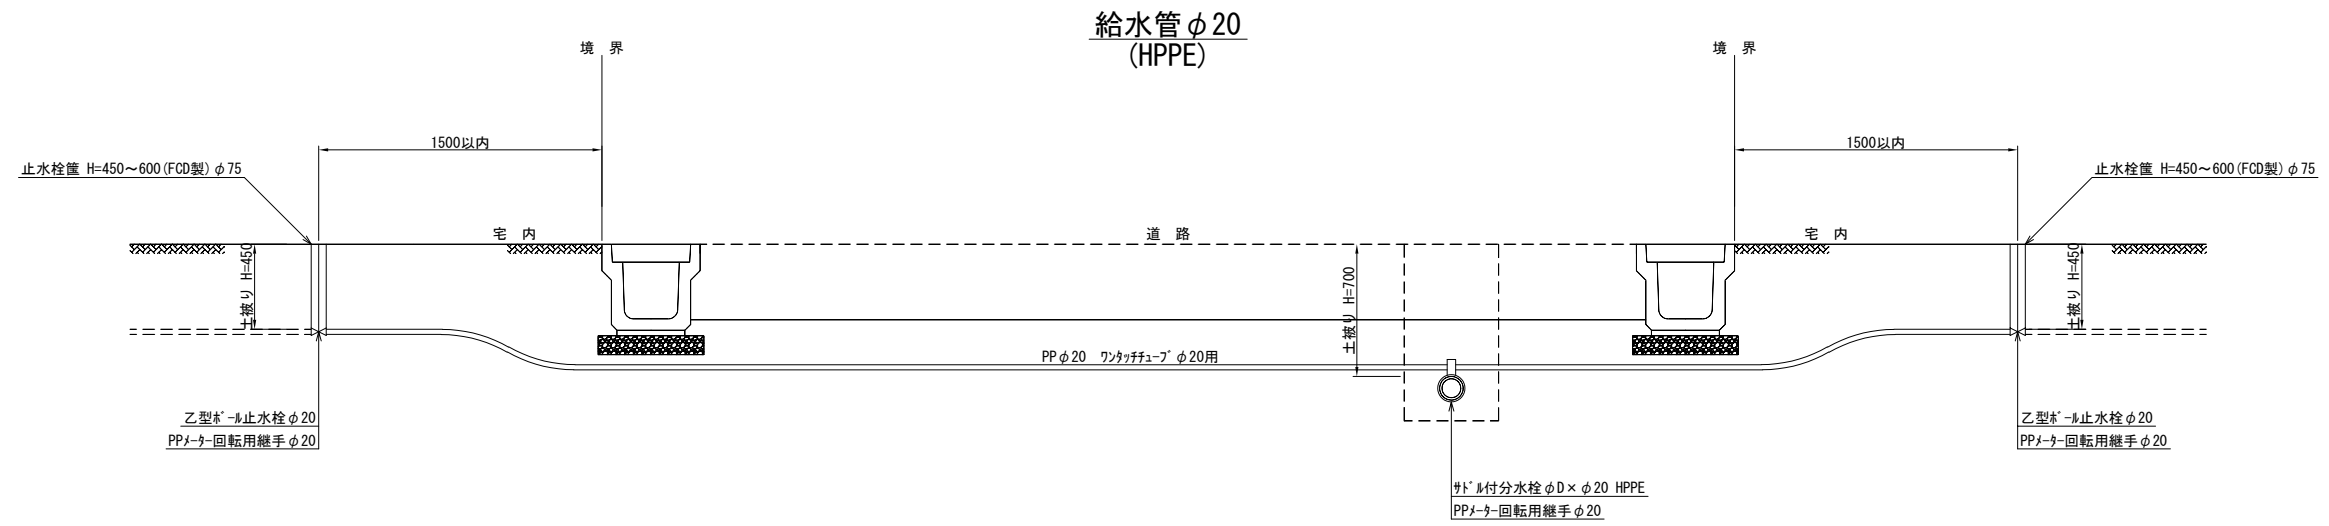 給水管φ20
(HPPE)
境 界
境 界
1500以内
1500以内
止水栓筐 H=450～600(FCD製)φ75
止水栓筐 H=450～600(FCD製)φ75
宅 内
道 路
宅 内
土被り H=450
土被り H=700
土被り H=450
PPφ20 ﾜﾝﾀｯﾁﾁｭｰﾌﾞφ20用
乙型ﾎﾞｰﾙ止水栓φ20
PPﾒｰﾀｰ回転用継手φ20
乙型ﾎﾞｰﾙ止水栓φ20
PPﾒｰﾀｰ回転用継手φ20
ｻﾄﾞﾙ付分水栓φD×φ20 HPPE
PPﾒｰﾀｰ回転用継手φ20